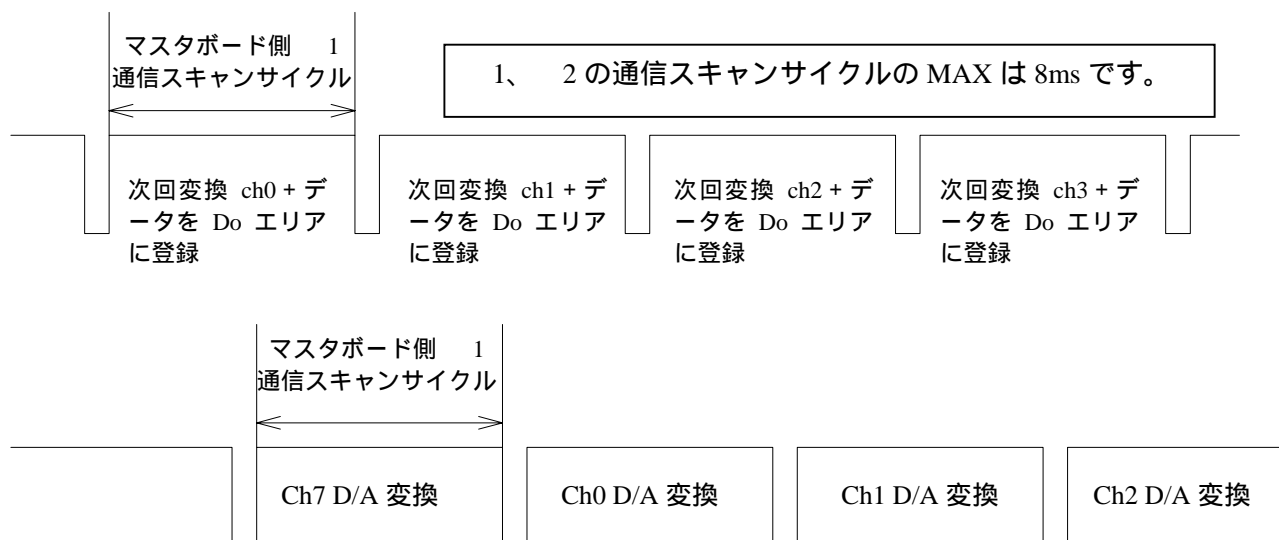 マスタボード側 1
通信スキャンサイクル
1、 2 の通信スキャンサイクルの MAX は 8ms です。
次回変換 ch0 + デ
ータを Do エリア
に登録
次回変換 ch1 + デ
ータを Do エリア
に登録
次回変換 ch2 + デ
ータを Do エリア
に登録
次回変換 ch3 + デ
ータを Do エリア
に登録
マスタボード側 1
通信スキャンサイクル
Ch7 D/A 変換
Ch0 D/A 変換
Ch1 D/A 変換
Ch2 D/A 変換